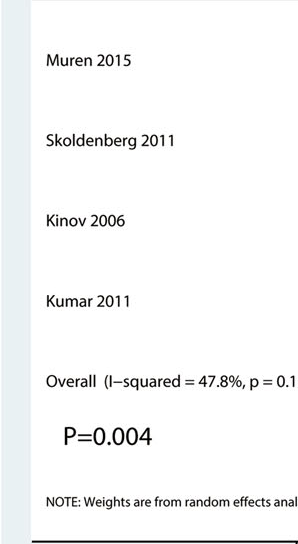 Muren 2015
Skoldenberg 2011
Kinov 2006
Kumar 2011
Overall (I−squared = 47.8%, p = 0.1
P=0.004
NOTE: Weights are from random effects anal